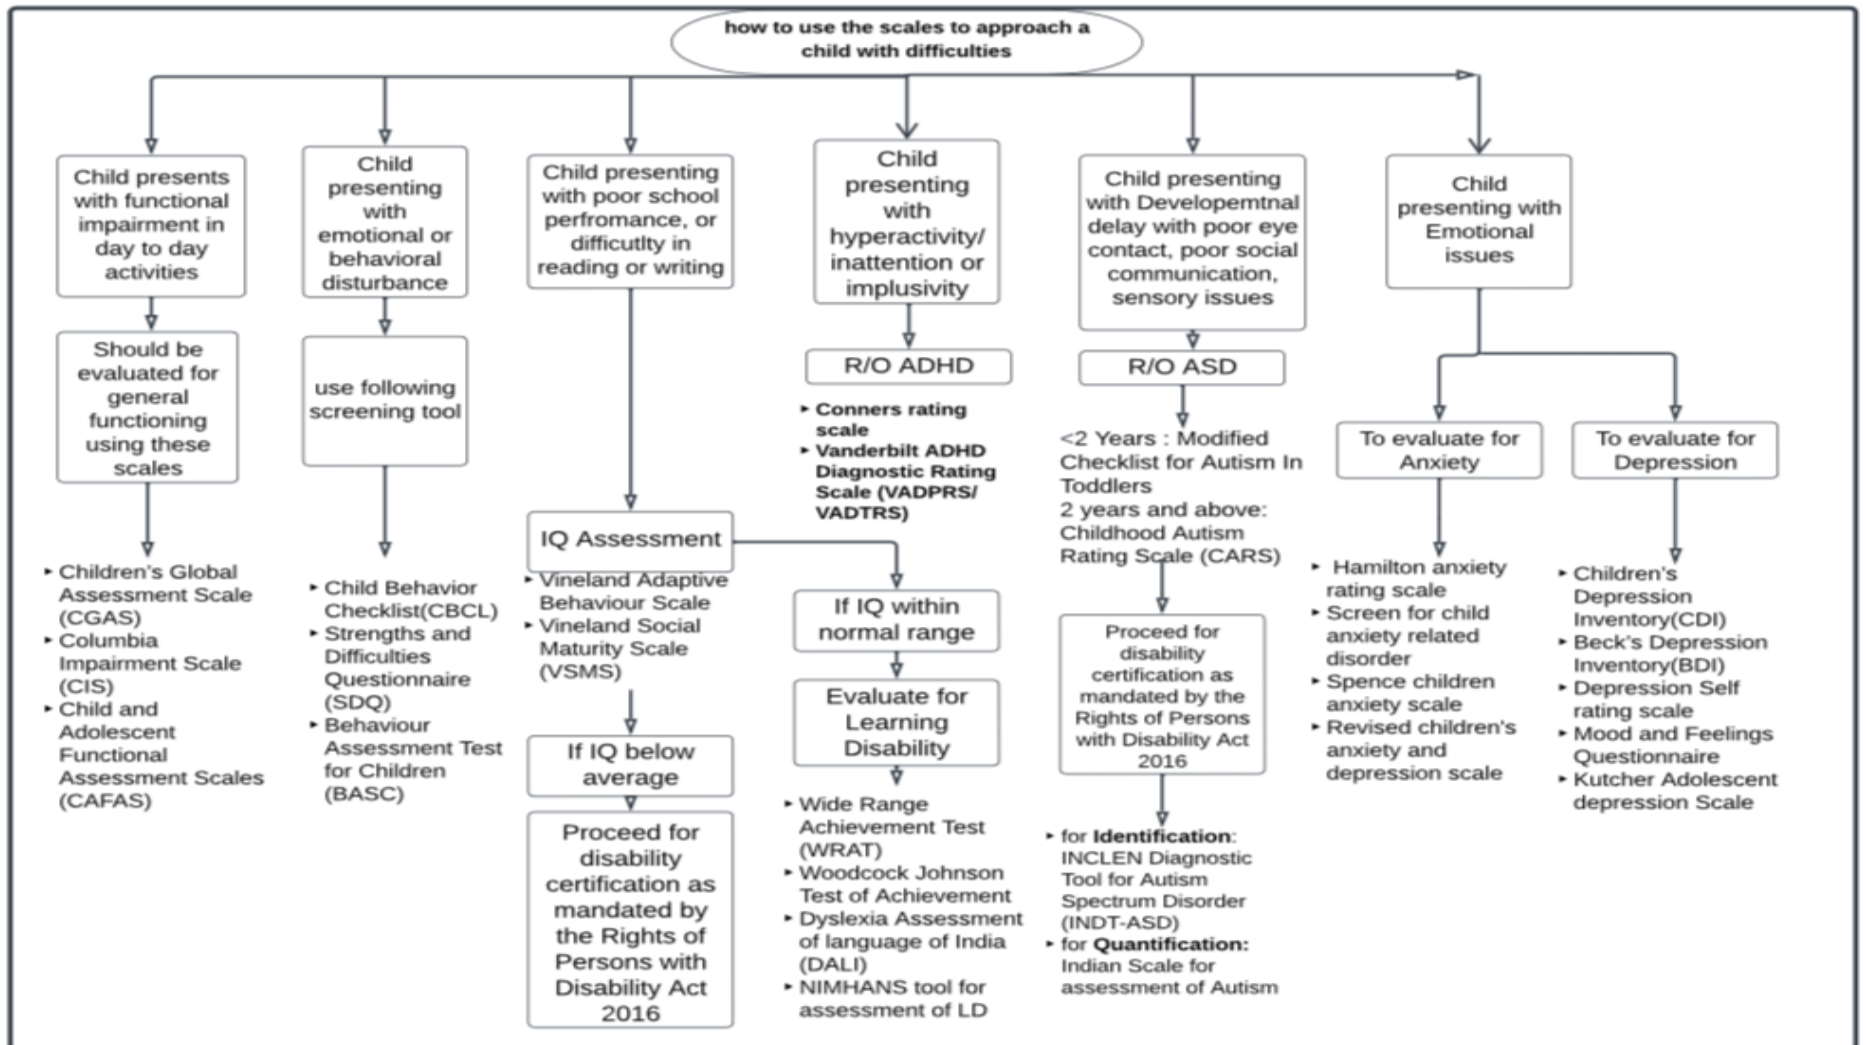 how to use the scales to approach a
child with difficulties
Child presents
with functional
impairment in
day to day
activities
Should be
evaluated for
general
functioning
using these
scales
‣ Children's Global
Assessment Scale
(CGAS)
‣ Columbia
Impairment Scale
(CIS)
‣ Child and
Adolescent
Functional
Assessment Scales
(CAFAS)
Child
presenting
with
emotional or
behavioral
disturbance
use following
screening tool
‣ Child Behavior
Checklist(CBCL)
‣ Strengths and
Difficulties
Questionnaire
(SDQ)
‣ Behaviour
Assessment Test
for Children
(BASC)
Child presenting
with poor school
perfromance, or
difficutlty in
reading or writing
IQ Assessment
‣ Vineland Adaptive
Behaviour Scale
‣ Vineland Social
Maturity Scale
(VSMS)
If IQ below
average
Proceed for
disability
certification as
mandated by
the Rights of
Persons with
Disability Act
2016
If IQ within
normal range
Evaluate for
Learning
Disability
‣ Wide Range
Achievement Test
(WRAT)
‣ Woodcock Johnson
Test of Achievement
‣ Dyslexia Assessment
of language of India
(DALI)
‣ NIMHANS tool for
assessment of LD
Child
presenting
with
hyperactivity/
inattention or
implusivity
R/O ADHD
‣ Conners rating
scale
‣ Vanderbilt ADHD
Diagnostic Rating
Scale (VADPRS/
VADTRS)
Child presenting
with Developemtnal
delay with poor eye
contact, poor social
communication,
sensory issues
R/O ASD
<2 Years : Modified
Checklist for Autism In
Toddlers
2 years and above:
Childhood Autism
Rating Scale (CARS)
Proceed for
disability
certification as
mandated by the
Rights of Persons
with Disability Act
2016
‣ for Identification:
INCLEN Diagnostic
Tool for Autism
Spectrum Disorder
(INDT-ASD)
‣ for Quantification:
Indian Scale for
assessment of Autism
Child
presenting with
Emotional
issues
To evaluate for
Anxiety
‣ Hamilton anxiety
rating scale
‣ Screen for child
anxiety related
disorder
‣ Spence children
anxiety scale
‣ Revised children's
anxiety and
depression scale
To evaluate for
Depression
‣ Children's
Depression
Inventory(CDI)
‣ Beck's Depression
Inventory(BDI)
‣ Depression Self
rating scale
‣ Mood and Feelings
Questionnaire
‣ Kutcher Adolescent
depression Scale